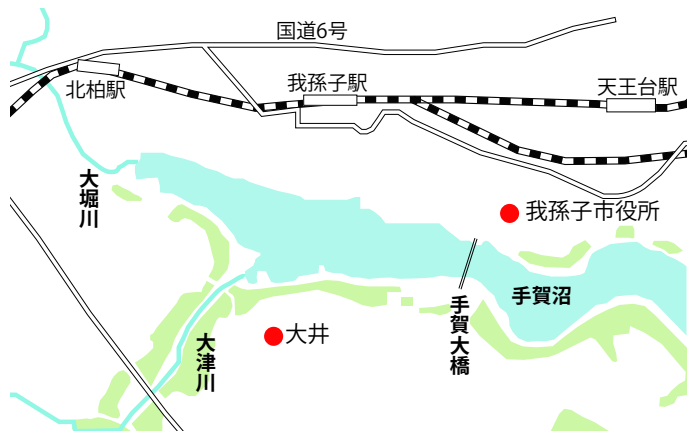 国道6号
北柏駅
我孫子駅
天王台駅
大堀川
我孫子市役所
手賀沼
手賀大橋
大井
大津川